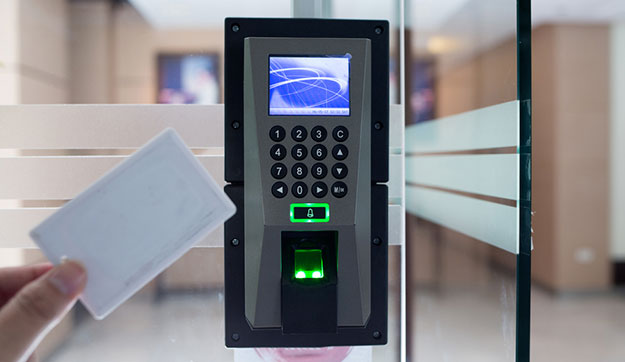 1 2 3 C
4 5 6 ▲
7 8 9 ▼
◀ 0 ▶ M/≡